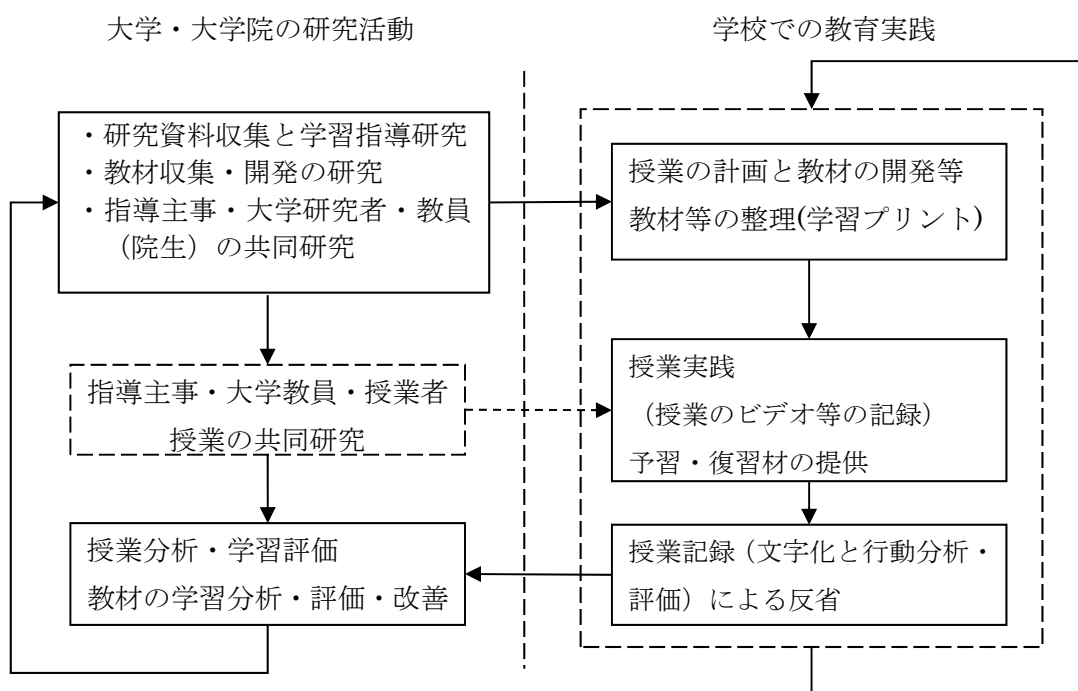 大学・大学院の研究活動
・研究資料収集と学習指導研究
・教材収集・開発の研究
・指導主事・大学研究者・教員
（院生）の共同研究
指導主事・大学教員・授業者
授業の共同研究
授業分析・学習評価
教材の学習分析・評価・改善
学校での教育実践
授業の計画と教材の開発等
教材等の整理(学習プリント)
授業実践
（授業のビデオ等の記録）
予習・復習材の提供
授業記録（文字化と行動分析・
評価）による反省